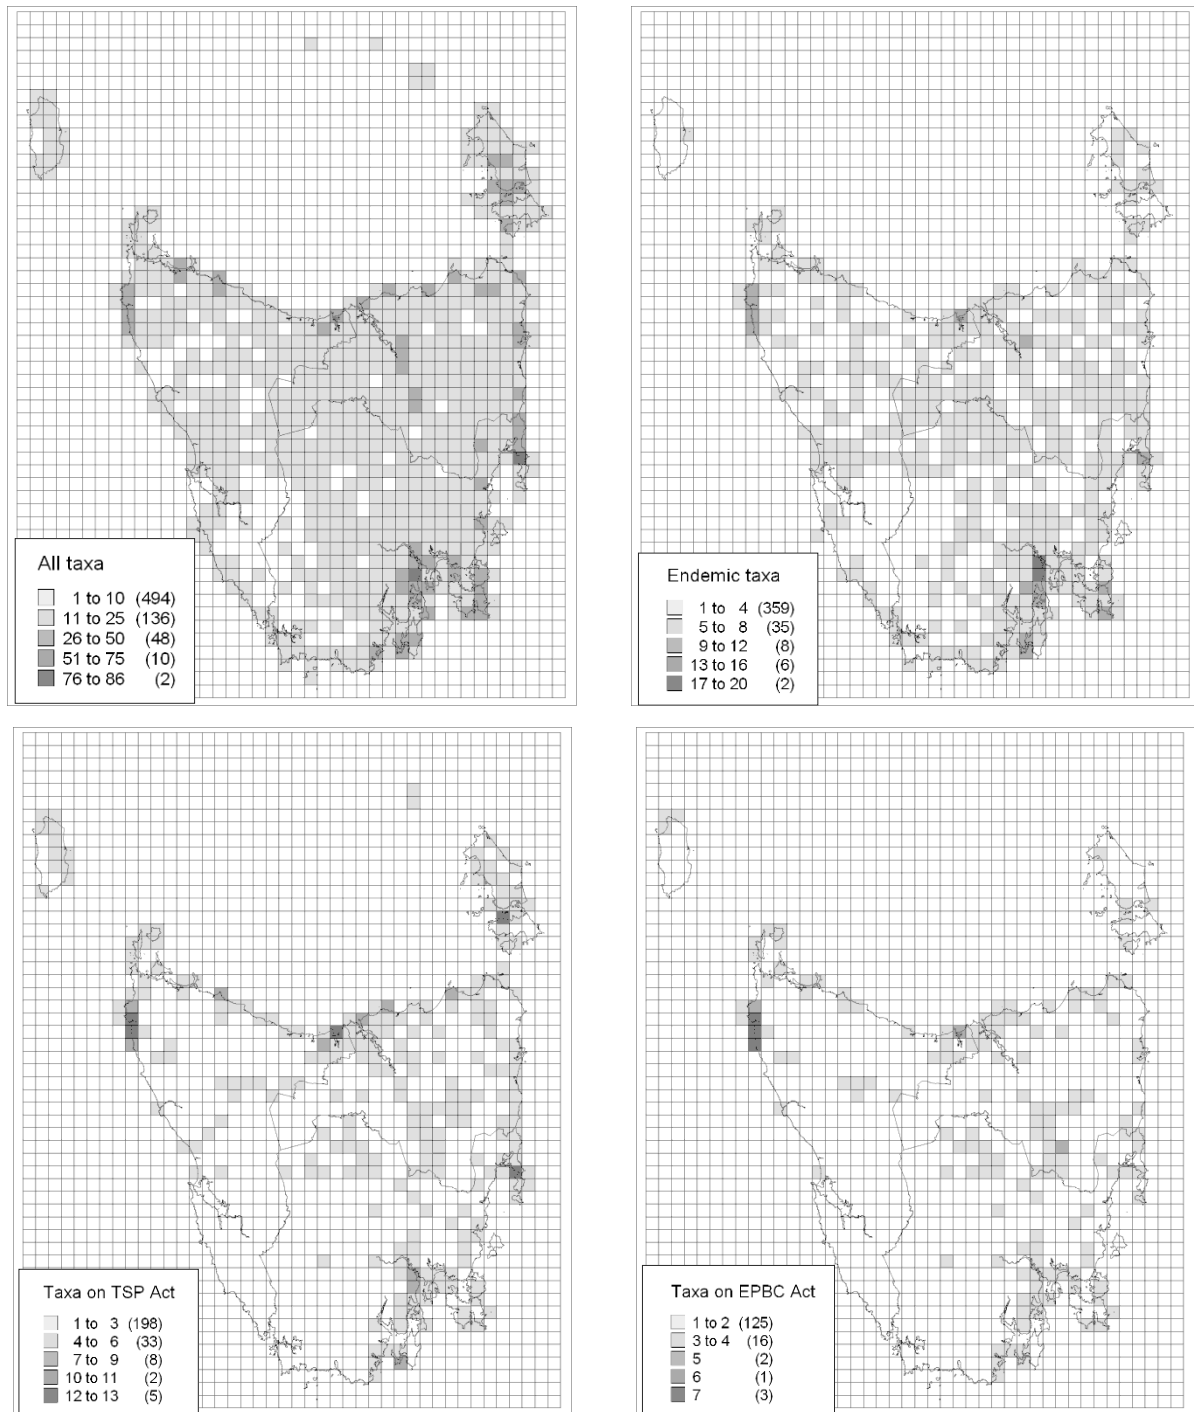 All taxa
1 to 10 (494)
11 to 25 (136)
26 to 50 (48)
51 to 75 (10)
76 to 86 (2)
Endemic taxa
1 to 4 (359)
5 to 8 (35)
9 to 12 (8)
13 to 16 (6)
17 to 20 (2)
Taxa on TSP Act
1 to 3 (198)
4 to 6 (33)
7 to 9 (8)
10 to 11 (2)
12 to 13 (5)
Taxa on EPBC Act
1 to 2 (125)
3 to 4 (16)
5 (2)
6 (1)
7 (3)